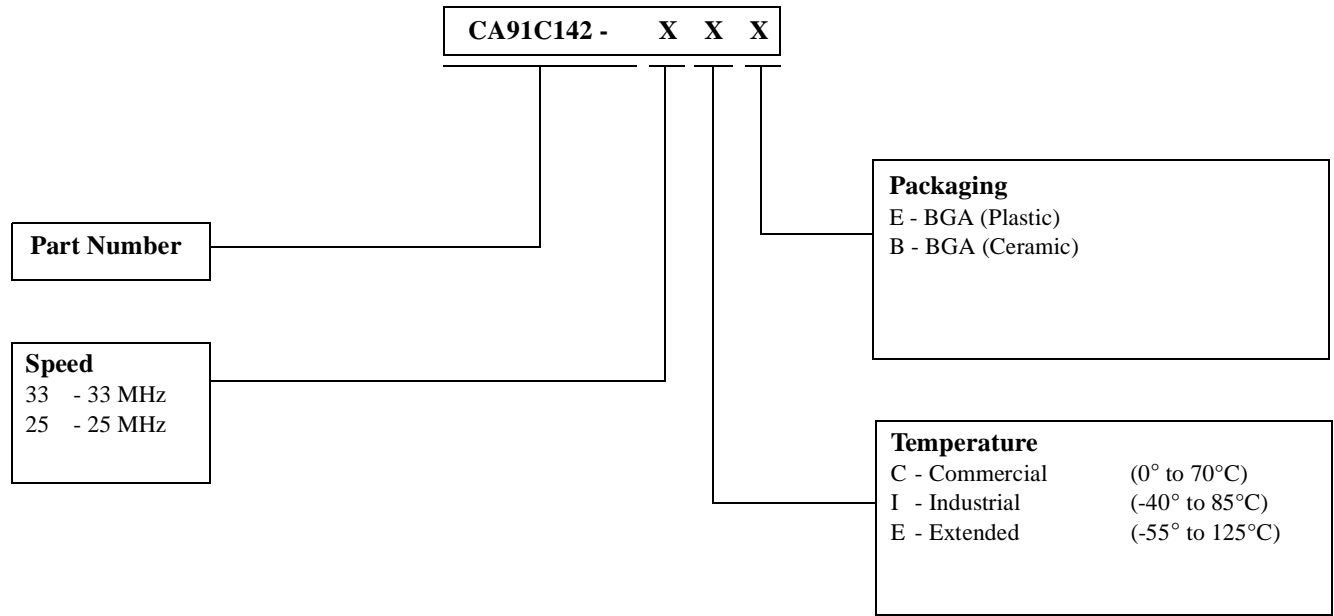 CA91C142 - X X X
Packaging
E - BGA (Plastic)
B - BGA (Ceramic)
Part Number
Speed
33 - 33 MHz
25 - 25 MHz
Temperature
C - Commercial (0° to 70°C)
I - Industrial (-40° to 85°C)
E - Extended (-55° to 125°C)